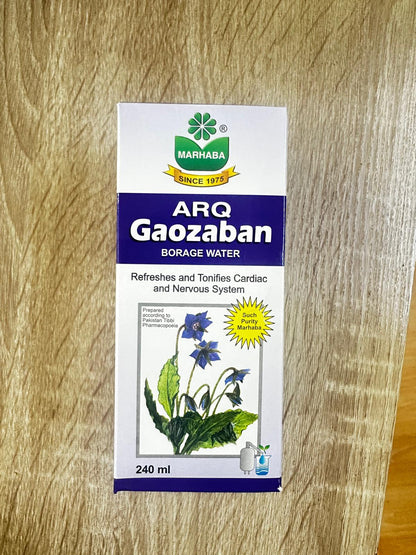 MARHABA
®
SINCE 1975
ARQ
Gaozaban
BORAGE WATER
Refreshes and Tonifies Cardiac
and Nervous System
Prepared
according to
Pakistan Tibbi
Pharmacopoeia
Such
Purity
Marhaba
240 ml